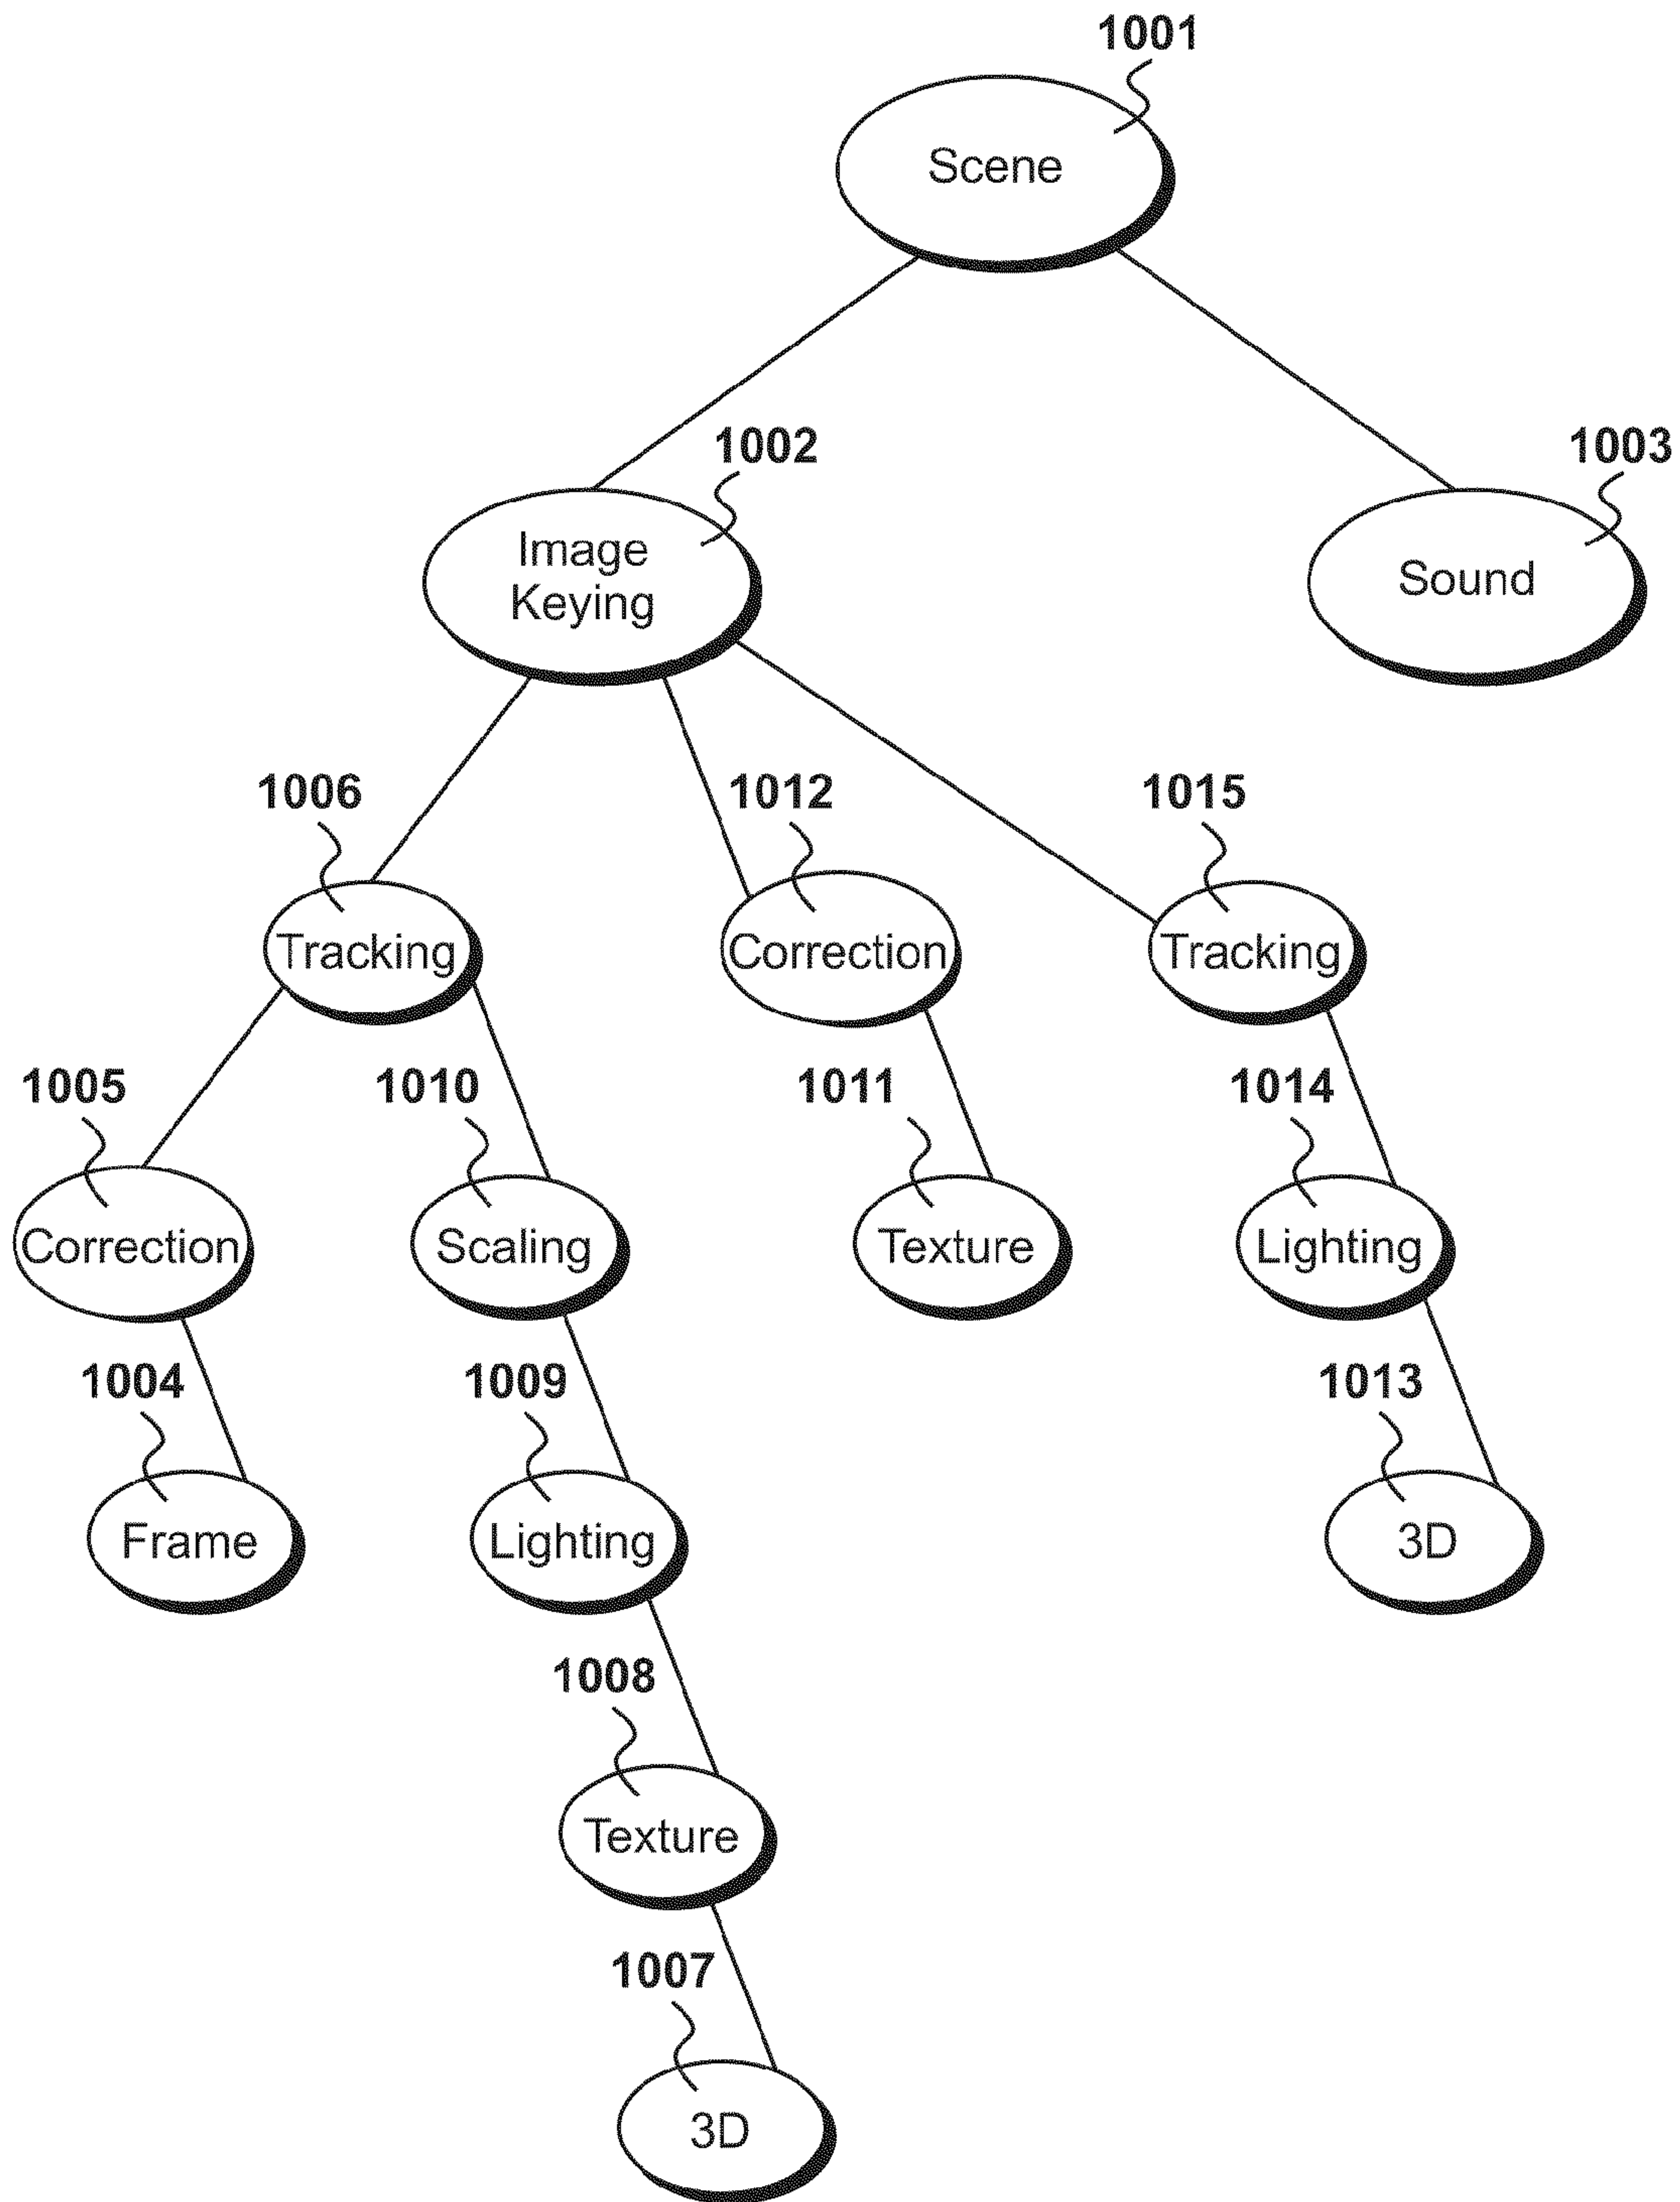 1001
Scene
1002
1003
Image
Keying
Sound
1006
1012
1015
Tracking
Correction
Tracking
1005
1010
1011
1014
Correction
Scaling
Texture
Lighting
1004
1009
1013
Frame
Lighting
3D
1008
Texture
1007
3D